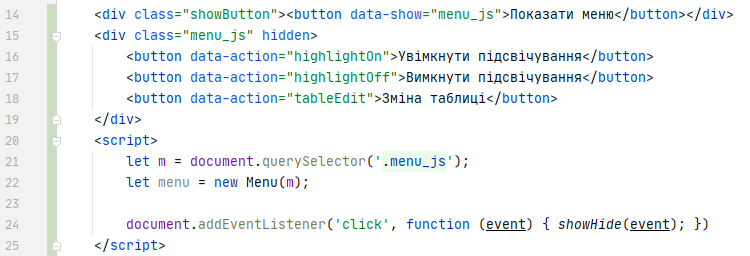 14 <div class="showButton"><button data-show="menu_js">Показати меню</button></div>
15 <div class="menu_js" hidden>
16     <button data-action="highlightOn">Увімкнути підсвічування</button>
17     <button data-action="highlightOff">Вимкнути підсвічування</button>
18     <button data-action="tableEdit">Зміна таблиці</button>
19 </div>
20 <script>
21     let m = document.querySelector('.menu_js');
22     let menu = new Menu(m);
23
24     document.addEventListener('click', function (event) { showHide(event); })
25 </script>